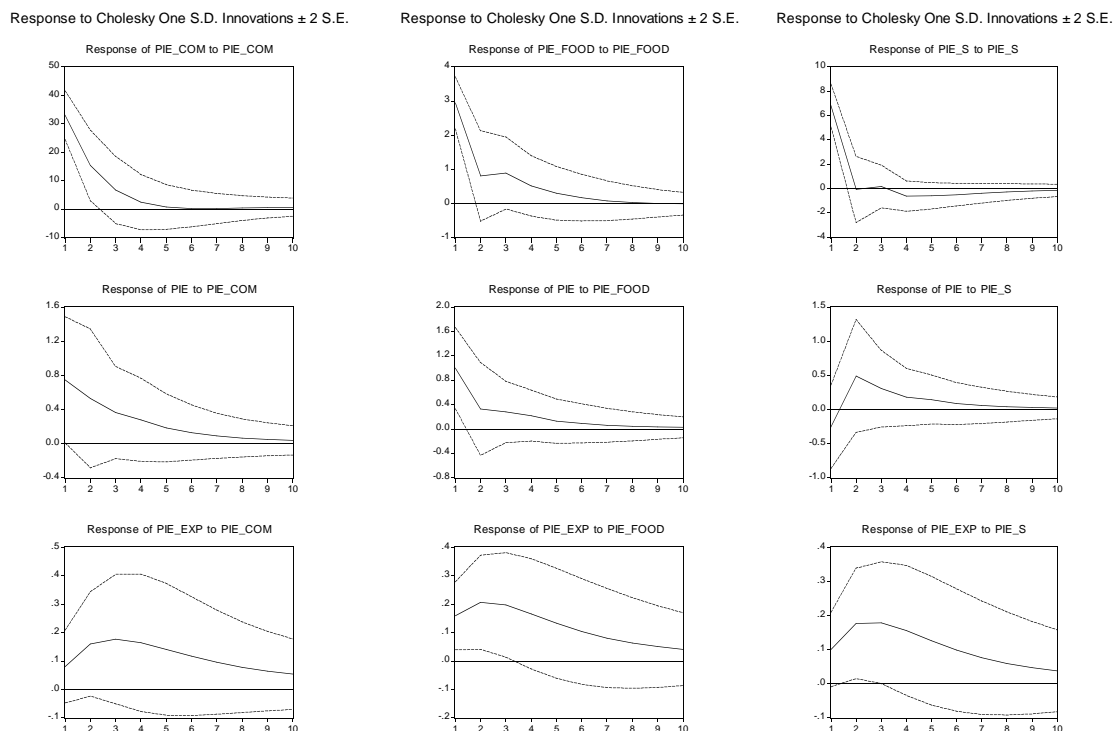 Response to Cholesky One S.D. Innovations ± 2 S.E.
Response to Cholesky One S.D. Innovations ± 2 S.E.
Response to Cholesky One S.D. Innovations ± 2 S.E.
Response of PIE_COM to PIE_COM
50
40
30
20
10
0
-10
1 2 3 4 5 6 7 8 9 10
Response of PIE_FOOD to PIE_FOOD
4
3
2
1
0
-1
1 2 3 4 5 6 7 8 9 10
Response of PIE_S to PIE_S
10
8
6
4
2
0
-2
-4
1 2 3 4 5 6 7 8 9 10
Response of PIE to PIE_COM
1.6
1.2
0.8
0.4
0.0
-0.4
1 2 3 4 5 6 7 8 9 10
Response of PIE to PIE_FOOD
2.0
1.6
1.2
0.8
0.4
0.0
-0.4
-0.8
1 2 3 4 5 6 7 8 9 10
Response of PIE to PIE_S
1.5
1.0
0.5
0.0
-0.5
-1.0
1 2 3 4 5 6 7 8 9 10
Response of PIE_EXP to PIE_COM
.5
.4
.3
.2
.1
.0
-.1
1 2 3 4 5 6 7 8 9 10
Response of PIE_EXP to PIE_FOOD
.4
.3
.2
.1
.0
-.1
-.2
1 2 3 4 5 6 7 8 9 10
Response of PIE_EXP to PIE_S
.4
.3
.2
.1
.0
-.1
1 2 3 4 5 6 7 8 9 10